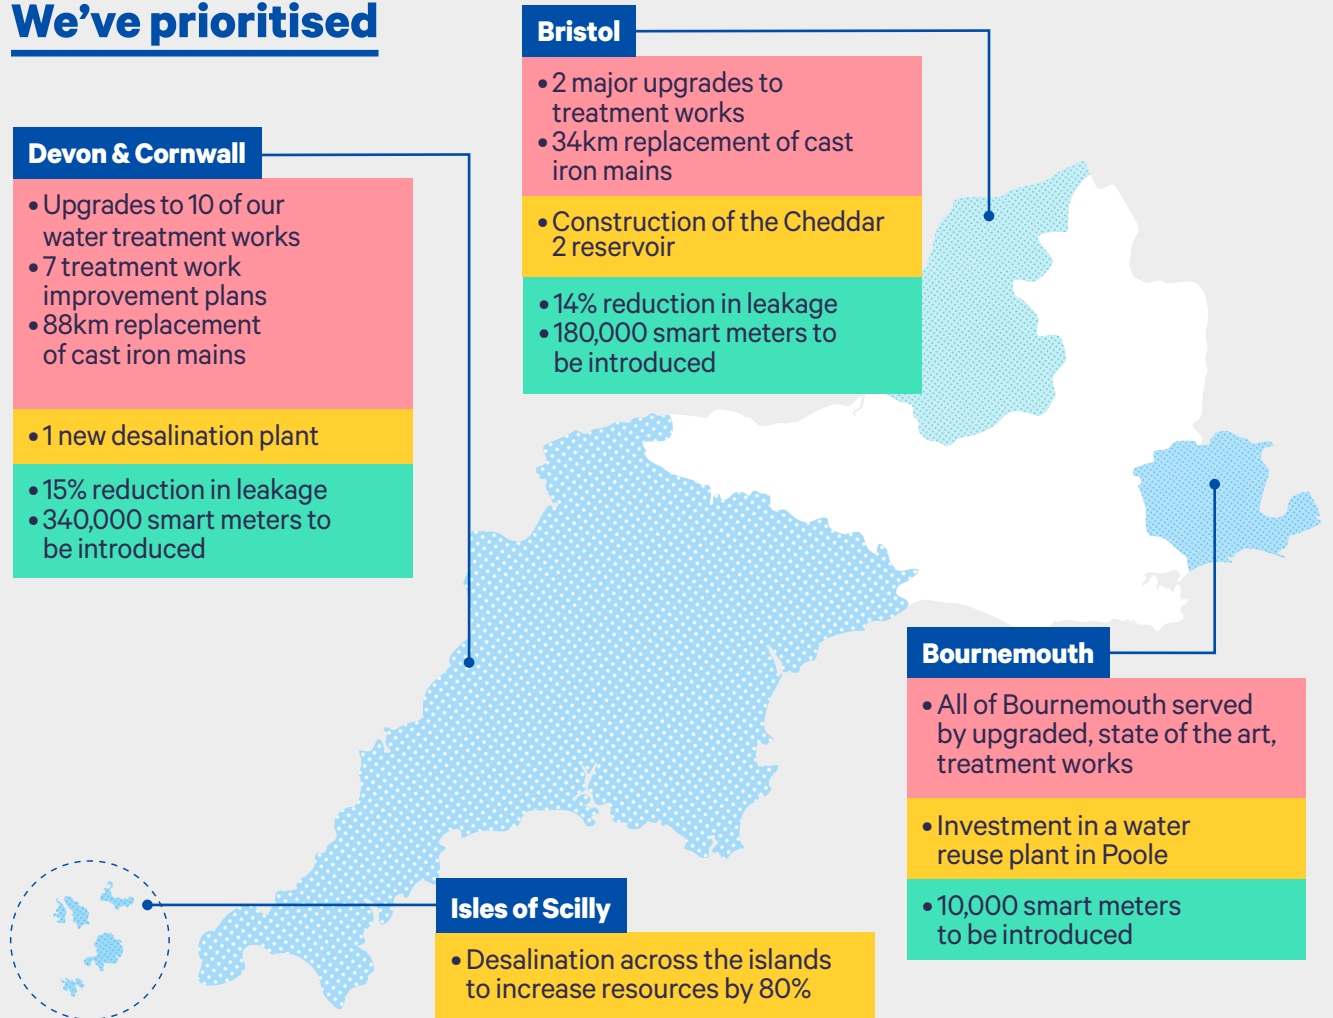 We've prioritised
Devon & Cornwall
• Upgrades to 10 of our
water treatment works
• 7 treatment work
improvement plans
• 88km replacement
of cast iron mains
• 1 new desalination plant
• 15% reduction in leakage
• 340,000 smart meters to
be introduced
Bristol
• 2 major upgrades to
treatment works
• 34km replacement of cast
iron mains
• Construction of the Cheddar
2 reservoir
• 14% reduction in leakage
• 180,000 smart meters to
be introduced
Bournemouth
• All of Bournemouth served
by upgraded, state of the art,
treatment works
• Investment in a water
reuse plant in Poole
• 10,000 smart meters
to be introduced
Isles of Scilly
• Desalination across the islands
to increase resources by 80%